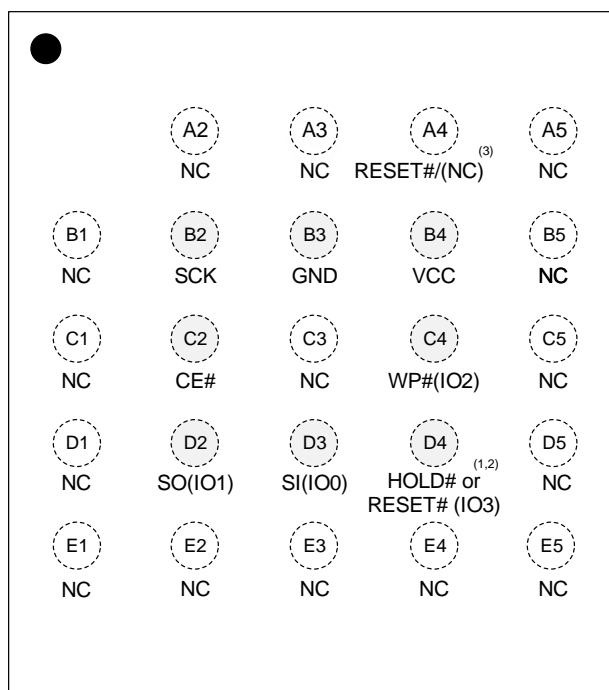 A2 A3 A4 A5
NC NC RESET#/(NC) (3) NC
B1 B2 B3 B4 B5
NC SCK GND VCC NC
C1 C2 C3 C4 C5
NC CE# NC WP#(IO2) NC
D1 D2 D3 D4 D5
NC SO(IO1) SI(IO0) HOLD# or (1,2) NC
RESET# (IO3)
E1 E2 E3 E4 E5
NC NC NC NC NC